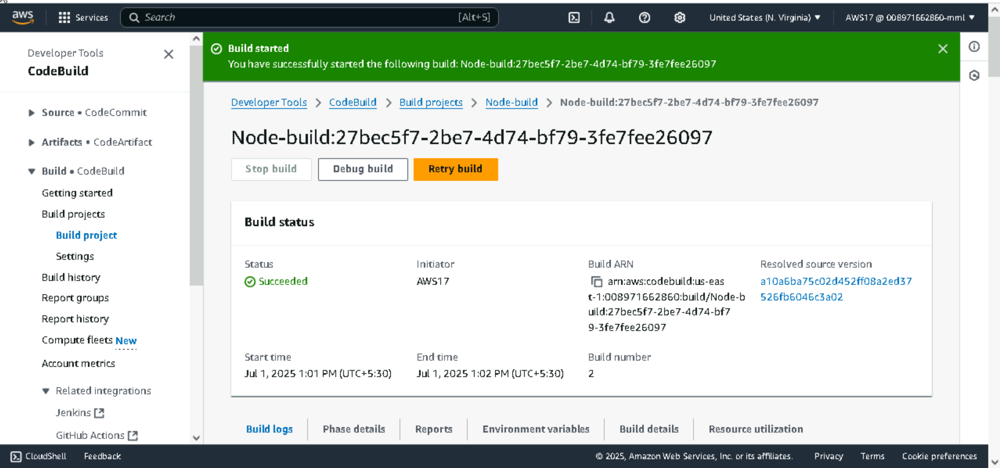 aws
Services
Search
[Alt+S]
United States (N. Virginia)
AWS17 @ 008971662860-mml
Developer Tools
CodeBuild
Source • CodeCommit
Artifacts • CodeArtifact
Build • CodeBuild
Getting started
Build projects
Build project
Settings
Build history
Report groups
Report history
Compute fleets New
Account metrics
Related integrations
Jenkins
GitHub Actions
Build started
You have successfully started the following build: Node-build:27bec5f7-2be7-4d74-bf79-3fe7fee26097
Developer Tools > CodeBuild > Build projects > Node-build > Node-build:27bec5f7-2be7-4d74-bf79-3fe7fee26097
Node-build:27bec5f7-2be7-4d74-bf79-3fe7fee26097
Stop build
Debug build
Retry build
Build status
Status
Succeeded
Initiator
AWS17
Build ARN
arn:aws:codebuild:us-eas
t-1:008971662860:build/Node-b
uild:27bec5f7-2be7-4d74-bf7
9-3fe7fee26097
Resolved source version
a10a6ba75c02d452ff08a2ed37
526fb6046c3a02
Start time
Jul 1, 2025 1:01 PM (UTC+5:30)
End time
Jul 1, 2025 1:02 PM (UTC+5:30)
Build number
2
Build logs
Phase details
Reports
Environment variables
Build details
Resource utilization
CloudShell
Feedback
© 2025, Amazon Web Services, Inc. or its affiliates.
Privacy
Terms
Cookie preferences